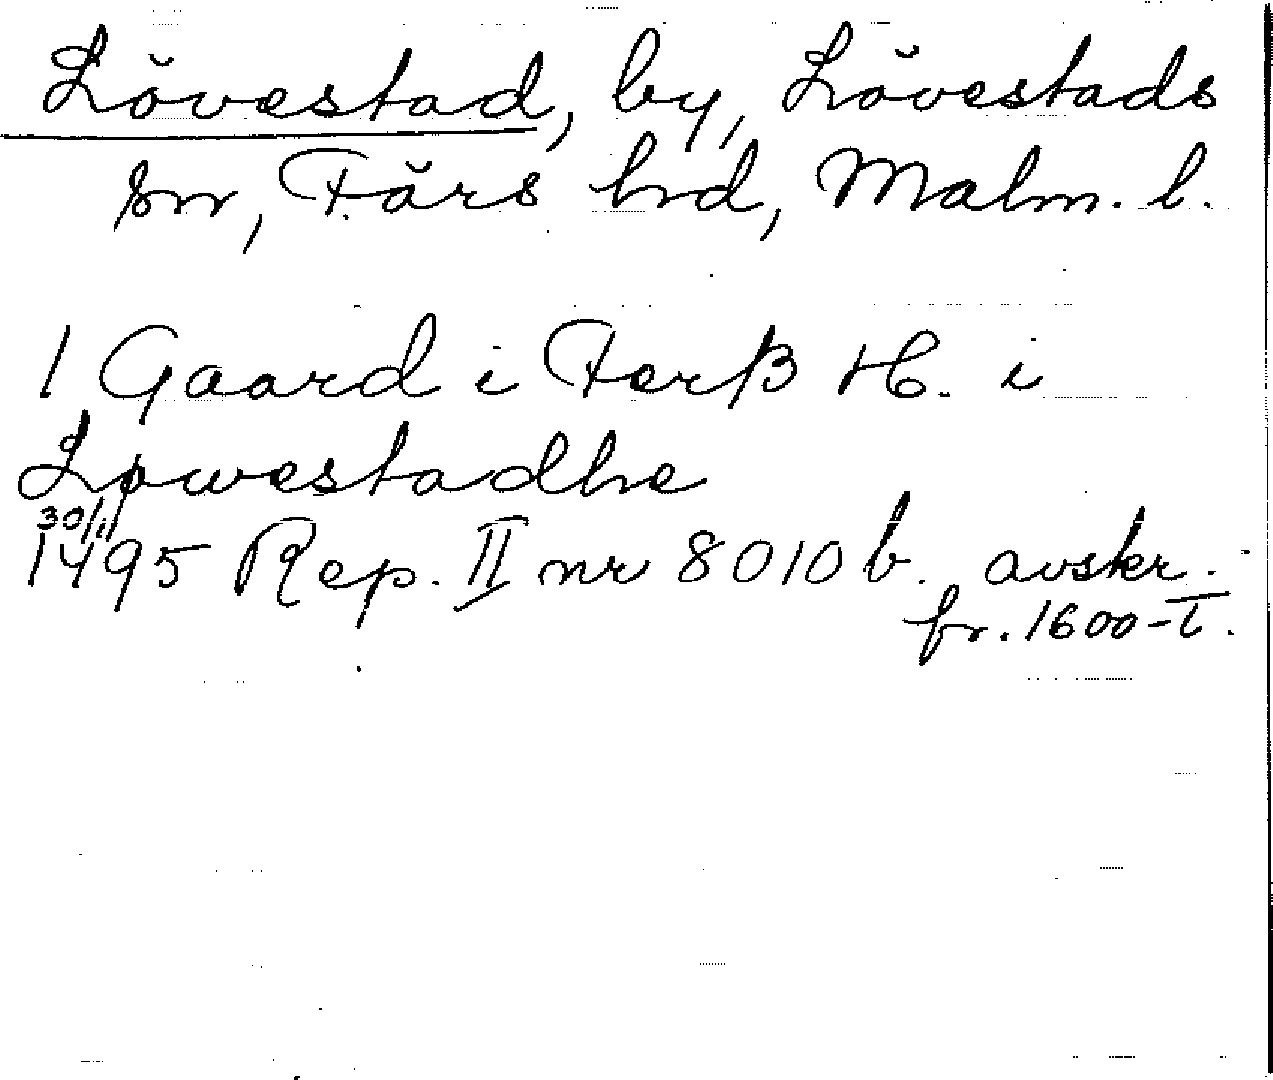 Lövestad, by, Lövestads
sn, Färs hrd, Malm. l.
1 Gaard i Ferß H. i
Løwestadhe
30/1
1495 Rep. II nr 8010 b. avskr.
fr. 1600-t.